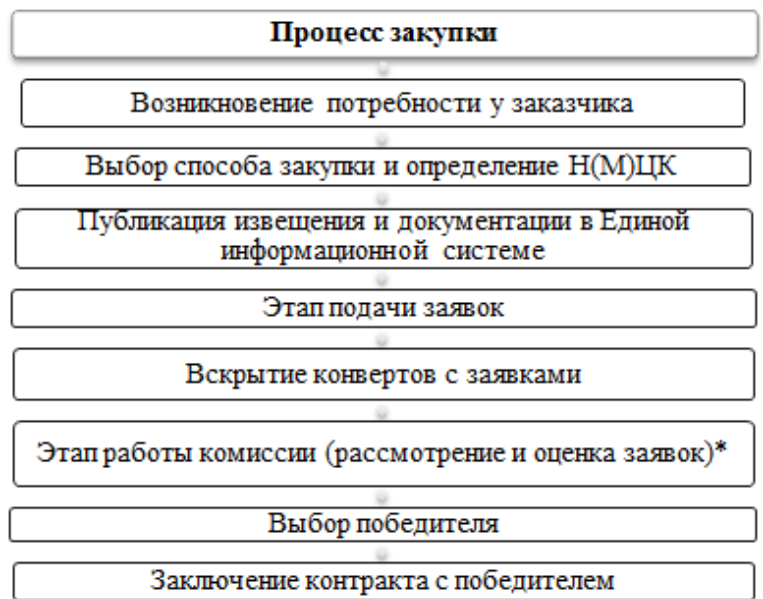 Процесс закупки
Возникновение потребности у заказчика
Выбор способа закупки и определение Н(М)ЦК
Публикация извещения и документации в Единой
информационной системе
Этап подачи заявок
Вскрытие конвертов с заявками
Этап работы комиссии (рассмотрение и оценка заявок)*
Выбор победителя
Заключение контракта с победителем